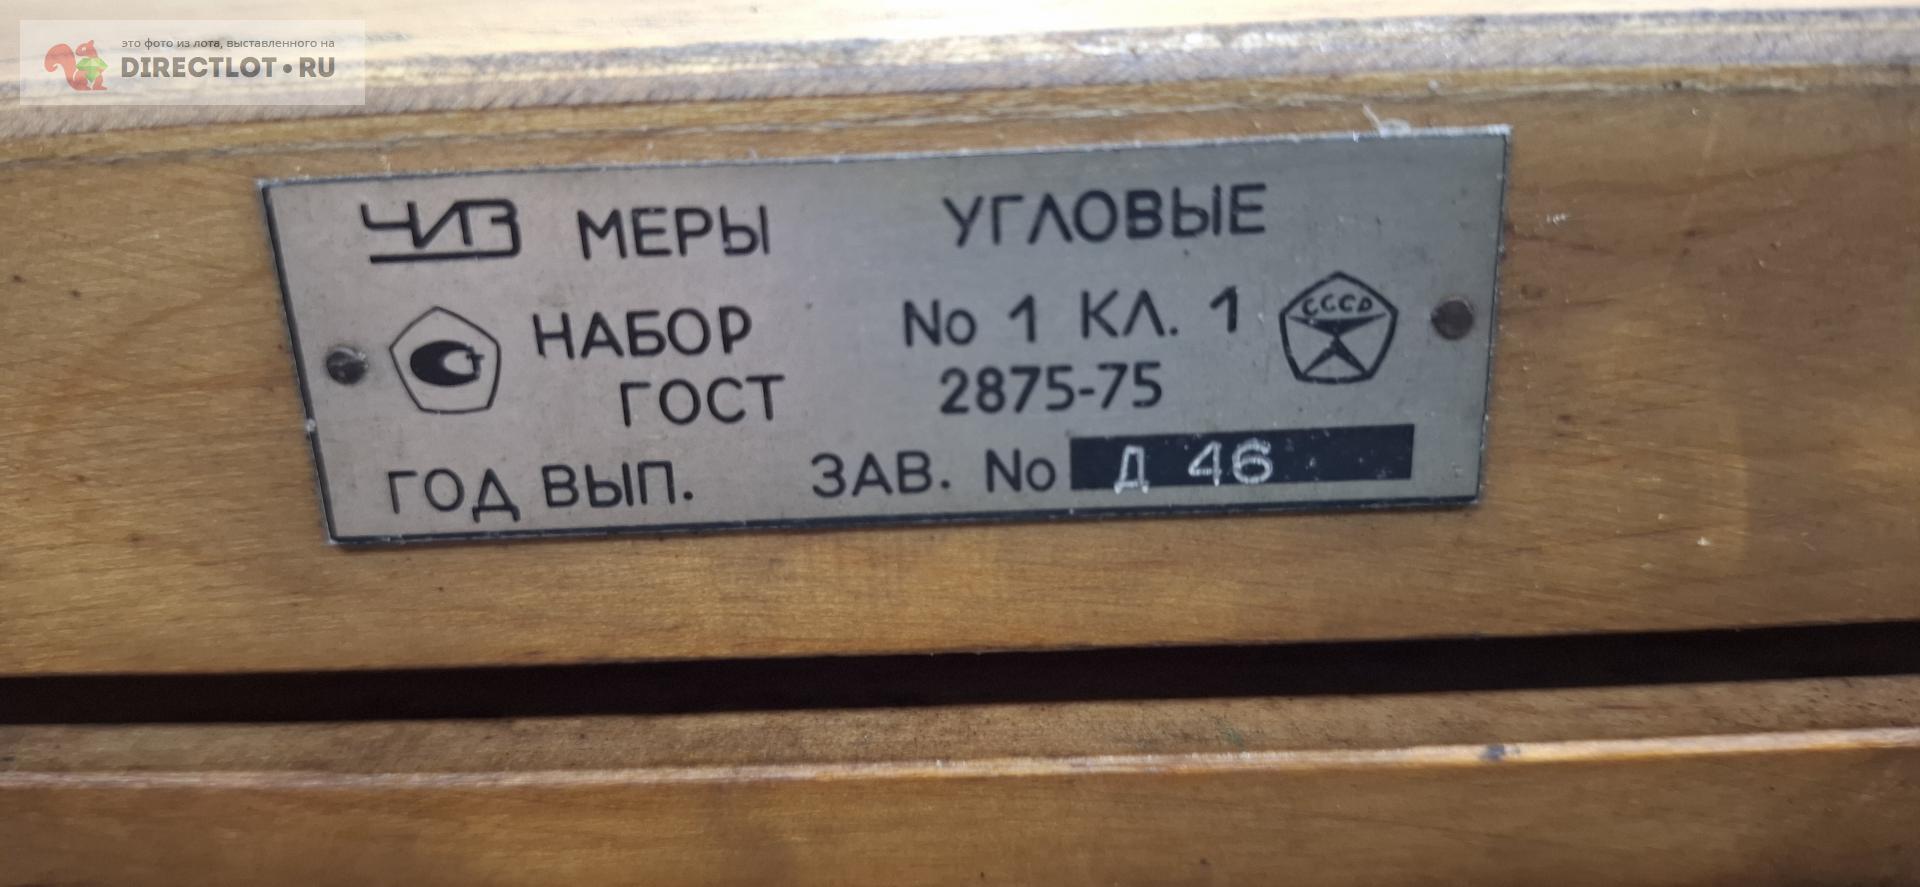 это фото из лота, выставленного на
DIRECTLOT•RU
ЧИЗ МЕРЫ УГЛОВЫЕ
НАБОР No 1 КЛ. 1
СССР
ГОСТ 2875-75
ГОД ВЫП. ЗАВ. No Д 46